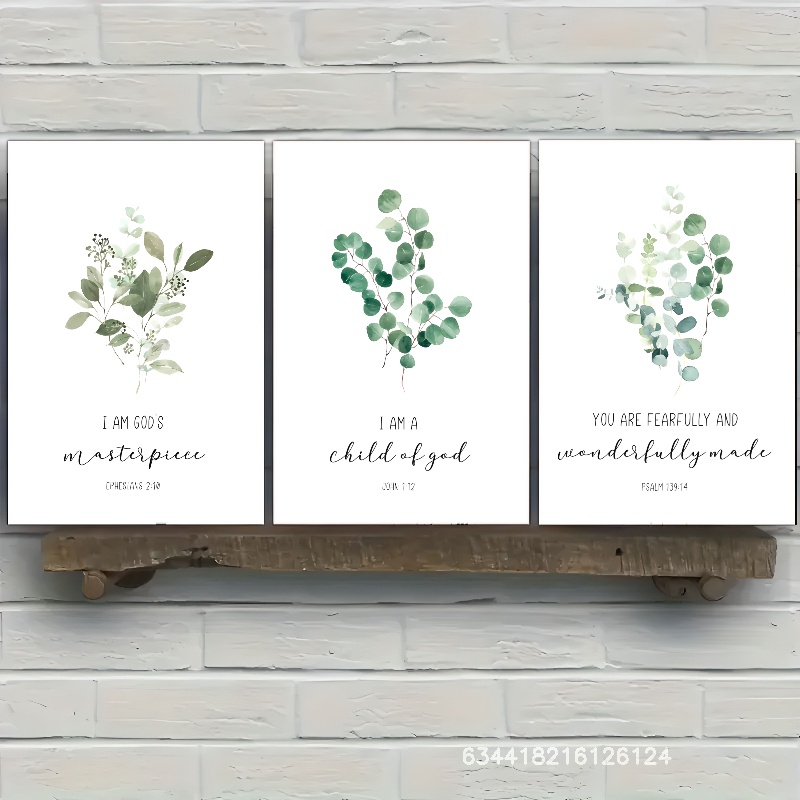 I AM GOD'S
masterpiece
EPHESIANS 2:10
I AM A
child of god
JOHN 1:12
YOU ARE FEARFULLY AND
wonderfully made
PSALM 139:14
634418216126124